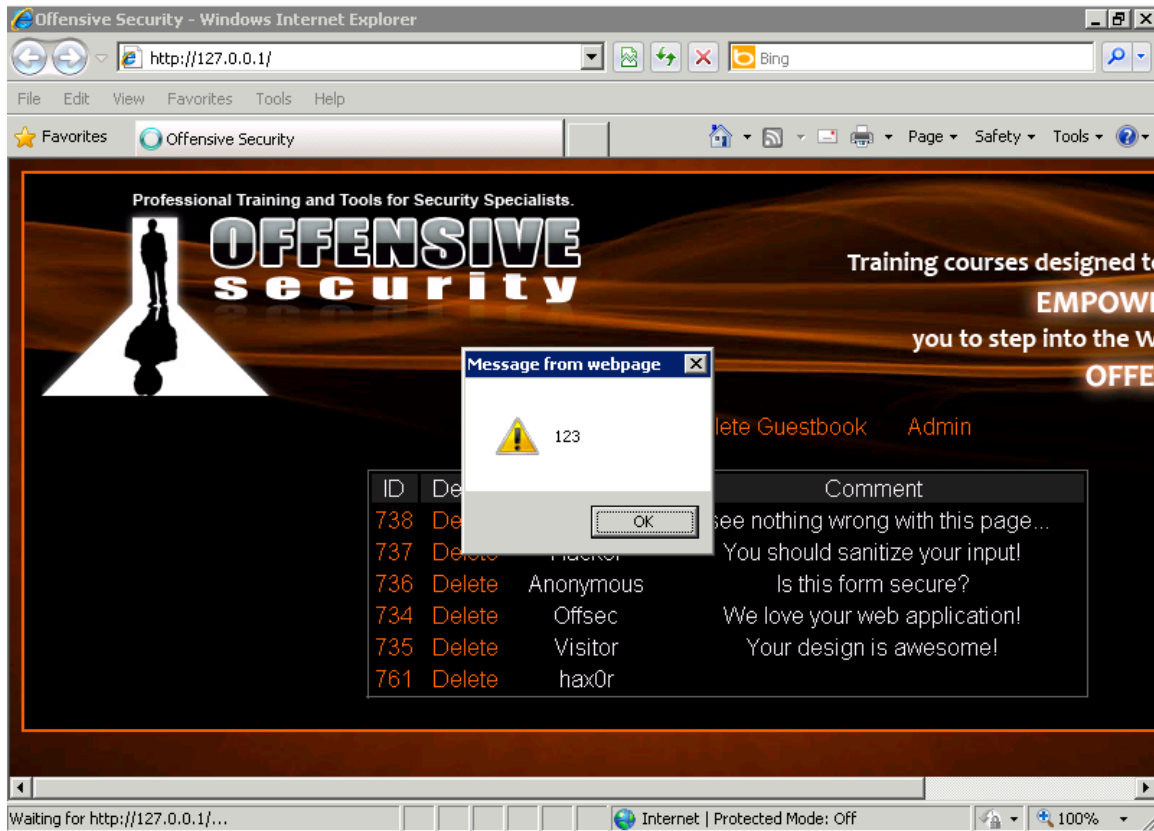 Offensive Security - Windows Internet Explorer
http://127.0.0.1/
Bing
File Edit View Favorites Tools Help
Favorites
Offensive Security
Page Safety Tools
Professional Training and Tools for Security Specialists.
OFFENSIVE
security
Training courses designed to
EMPOW
you to step into the W
OFFE
Message from webpage
123
OK
lete Guestbook Admin
ID De Comment
738 De see nothing wrong with this page...
737 Delete Hacker You should sanitize your input!
736 Delete Anonymous Is this form secure?
734 Delete Offsec We love your web application!
735 Delete Visitor Your design is awesome!
761 Delete hax0r
Waiting for http://127.0.0.1/...
Internet | Protected Mode: Off
100%